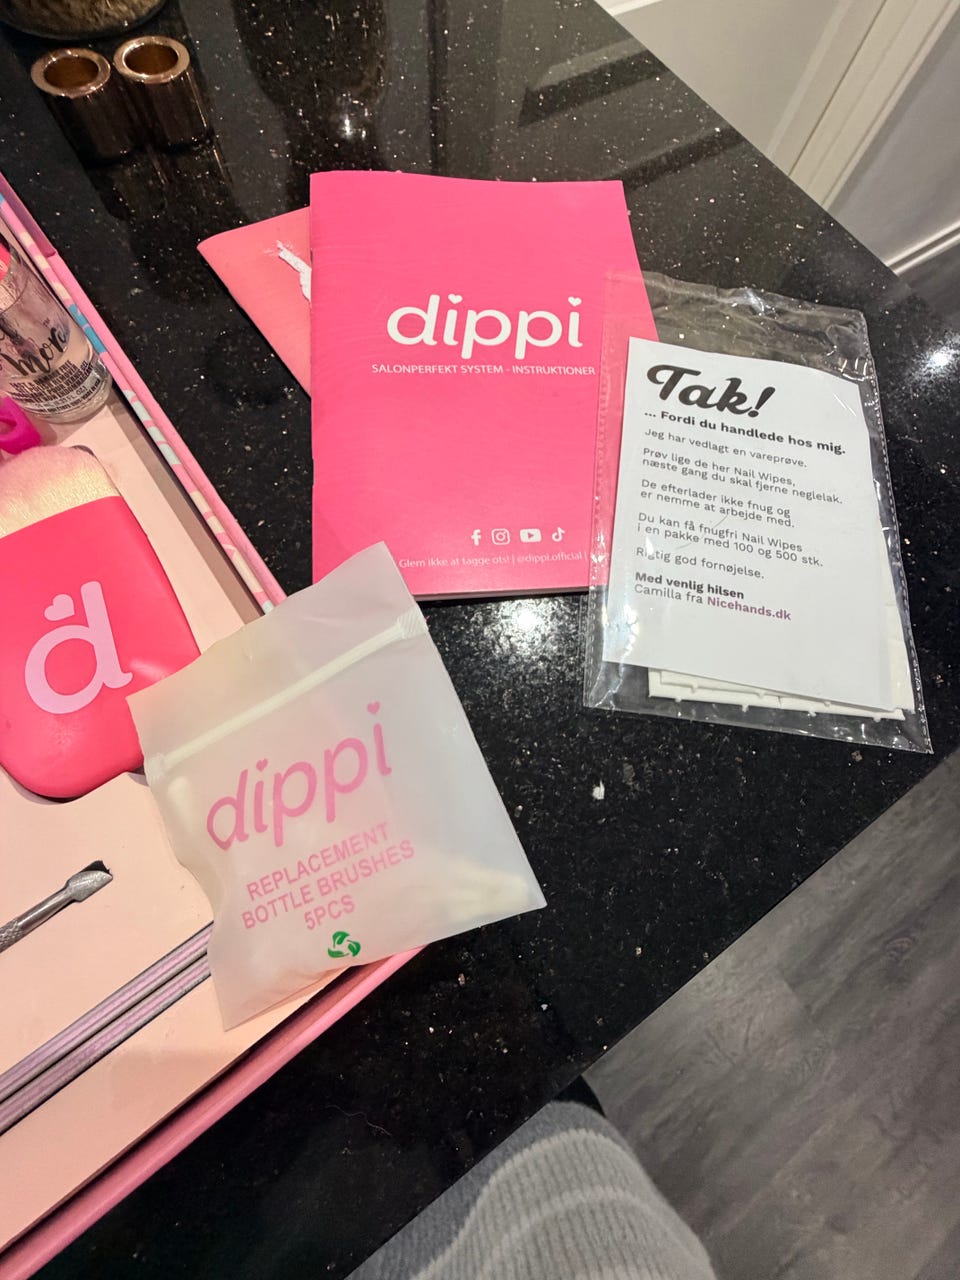 dippi
SALONPERFEKT SYSTEM - INSTRUKTIONER
Glem ikke at tagge os! | @dippi.official |
Tak!
... Fordi du handlede hos mig.
Jeg har vedlagt en vareprøve.
Prøv lige de her Nail Wipes,
næste gang du skal fjerne neglelak.
De efterlader ikke fnug og
er nemme at arbejde med.
Du kan få fnugfri Nail Wipes
i en pakke med 100 og 500 stk.
Rigtig god fornøjelse.
Med venlig hilsen
Camilla fra Nicehands.dk
more
d
dippi
REPLACEMENT
BOTTLE BRUSHES
5PCS